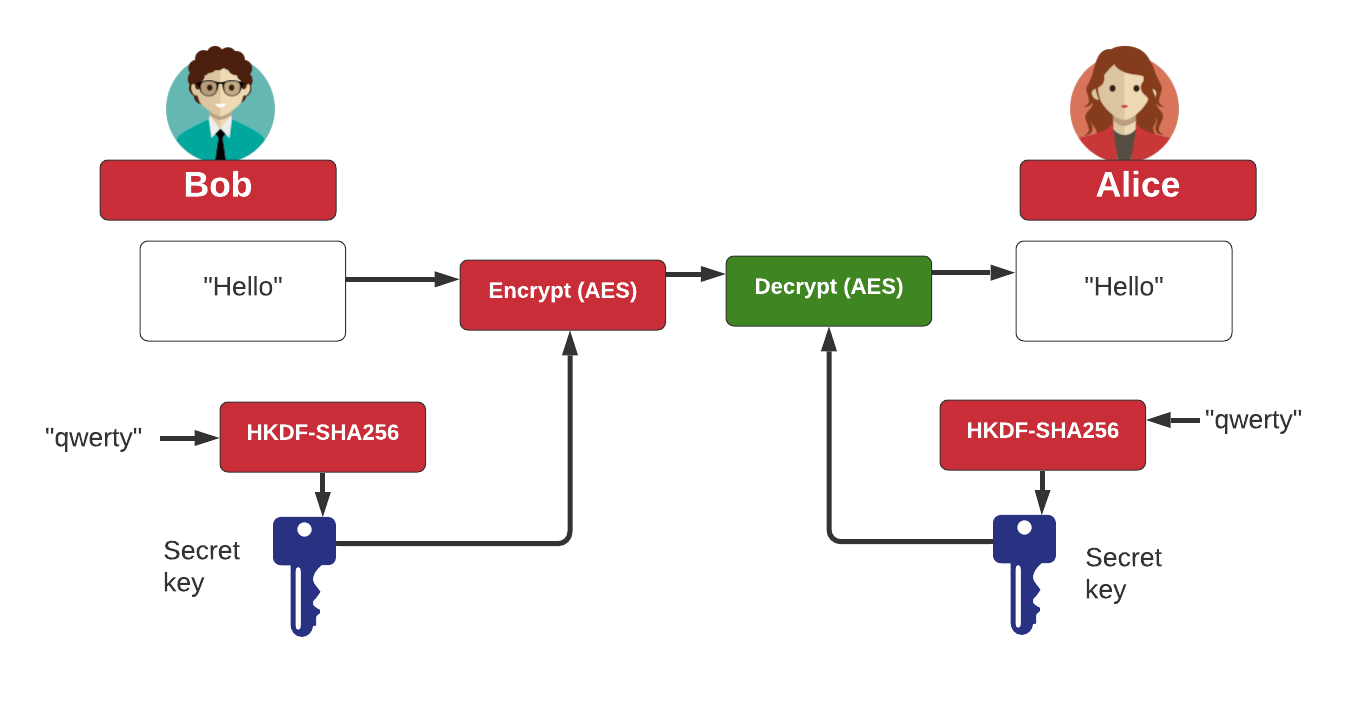 Bob
Alice
"Hello"
Encrypt (AES)
Decrypt (AES)
"Hello"
"qwerty"
HKDF-SHA256
HKDF-SHA256
"qwerty"
Secret
key
Secret
key